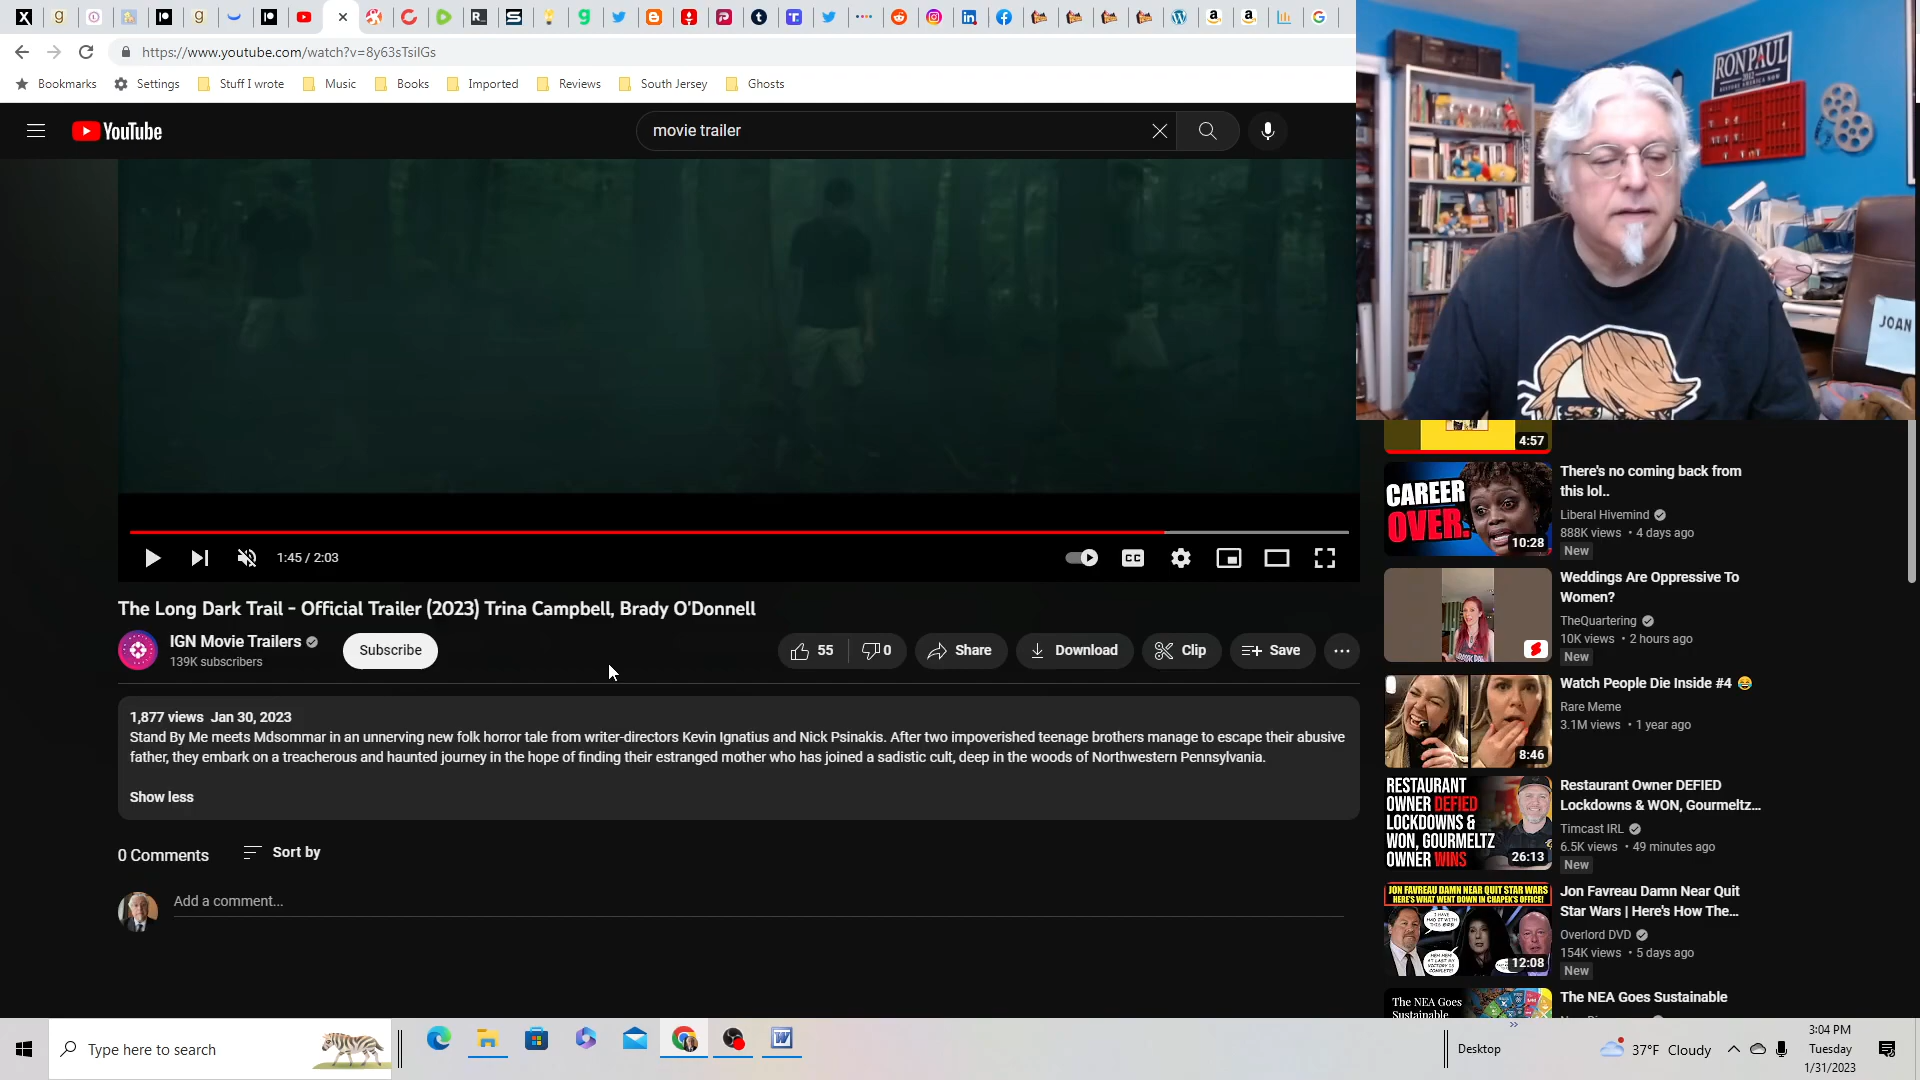 https://www.youtube.com/watch?v=8y63sTsilGs
Bookmarks
Settings
Stuff I wrote
Music
Books
Imported
Reviews
South Jersey
Ghosts
YouTube
movie trailer
RON PAUL
2012
RESTORE AMERICA NOW
JOAN
1:45 / 2:03
CC
The Long Dark Trail - Official Trailer (2023) Trina Campbell, Brady O'Donnell
IGN Movie Trailers
139K subscribers
Subscribe
55
0
Share
Download
Clip
Save
1,877 views Jan 30, 2023
Stand By Me meets Mdsommar in an unnerving new folk horror tale from writer-directors Kevin Ignatius and Nick Psinakis. After two impoverished teenage brothers manage to escape their abusive
father, they embark on a treacherous and haunted journey in the hope of finding their estranged mother who has joined a sadistic cult, deep in the woods of Northwestern Pennsylvania.
Show less
0 Comments
Sort by
Add a comment...
4:57
CAREER
OVER.
10:28
There's no coming back from
this lol..
Liberal Hivemind
888K views • 4 days ago
New
Weddings Are Oppressive To
Women?
TheQuartering
10K views • 2 hours ago
New
Watch People Die Inside #4 😂
Rare Meme
3.1M views • 1 year ago
8:46
RESTAURANT
OWNER DEFIED
LOCKDOWNS &
WON, GOURMELTZ
OWNER WINS
26:13
Restaurant Owner DEFIED
Lockdowns & WON, Gourmeltz...
Timcast IRL
6.5K views • 49 minutes ago
New
JON FAVREAU DAMN NEAR QUIT STAR WARS
HERE'S WHAT WENT DOWN IN CHAPEK'S OFFICE!
12:08
Jon Favreau Damn Near Quit
Star Wars | Here's How The...
Overlord DVD
154K views • 5 days ago
New
The NEA Goes
Sustainable
The NEA Goes Sustainable
Type here to search
Desktop
37°F Cloudy
3:04 PM
Tuesday
1/31/2023